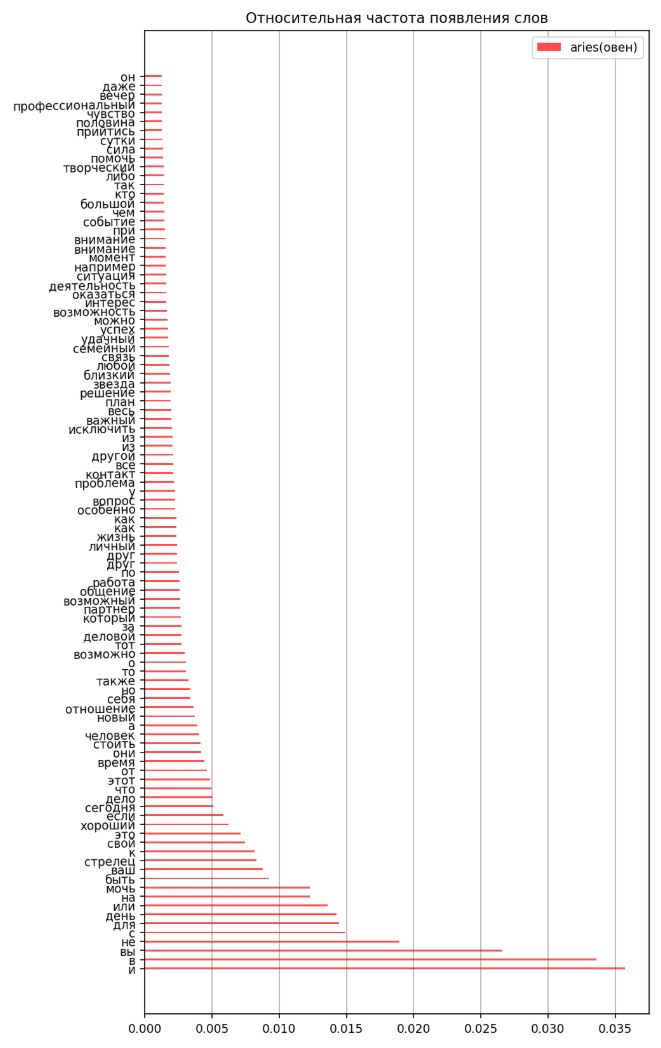 Относительная частота появления слов
aries(овен)
он
даже
вечер
профессиональный
чувство
половина
прийтись
сутки
сила
помочь
творческий
либо
так
кто
большой
чем
событие
при
внимание
внимание
момент
например
ситуация
деятельность
оказаться
интерес
возможность
можно
успех
удачный
семейный
связь
любой
близкий
звезда
решение
план
весь
важный
исключить
из
из
другой
все
контакт
проблема
у
вопрос
особенно
как
как
жизнь
личный
друг
друг
по
работа
общение
возможный
партнер
который
за
деловой
тот
возможно
о
то
также
но
себя
отношение
новый
а
человек
стоить
они
время
от
этот
что
дело
сегодня
если
хороший
это
свой
к
стрелец
ваш
быть
мочь
на
или
день
для
с
не
вы
в
и
0.000 0.005 0.010 0.015 0.020 0.025 0.030 0.035